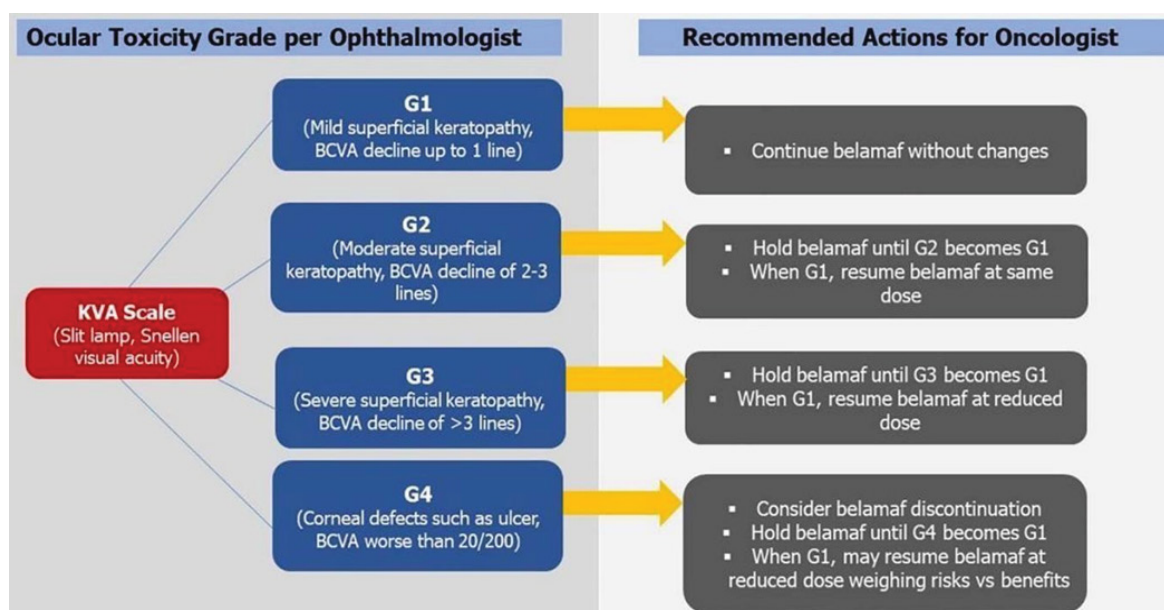 Ocular Toxicity Grade per Ophthalmologist
Recommended Actions for Oncologist
KVA Scale
(Slit lamp, Snellen
visual acuity)
G1
(Mild superficial keratopathy,
BCVA decline up to 1 line)
▪ Continue belamaf without changes
G2
(Moderate superficial
keratopathy, BCVA decline of 2-3
lines)
▪ Hold belamaf until G2 becomes G1
▪ When G1, resume belamaf at same
dose
G3
(Severe superficial keratopathy,
BCVA decline of >3 lines)
▪ Hold belamaf until G3 becomes G1
▪ When G1, resume belamaf at reduced
dose
G4
(Corneal defects such as ulcer,
BCVA worse than 20/200)
▪ Consider belamaf discontinuation
▪ Hold belamaf until G4 becomes G1
▪ When G1, may resume belamaf at
reduced dose weighing risks vs benefits